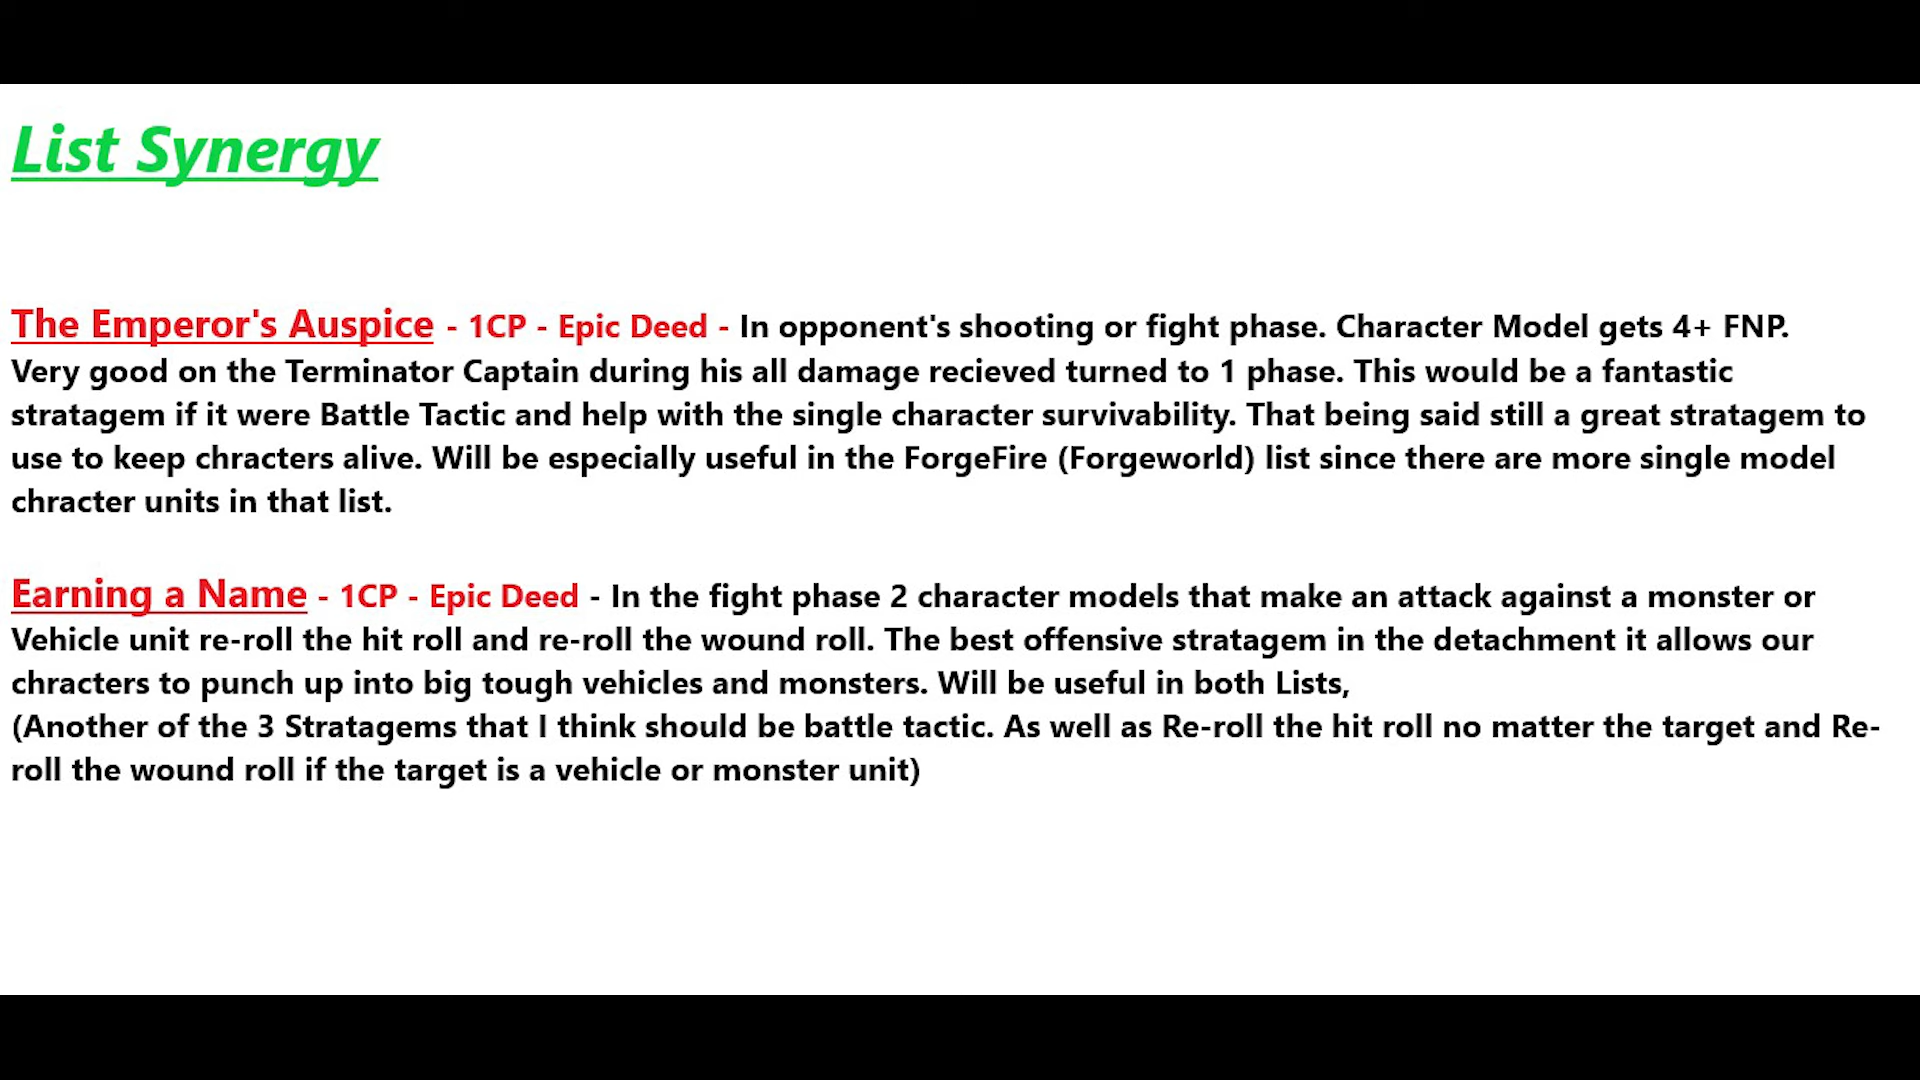 List Synergy
The Emperor's Auspice - 1CP - Epic Deed - In opponent's shooting or fight phase. Character Model gets 4+ FNP.
Very good on the Terminator Captain during his all damage recieved turned to 1 phase. This would be a fantastic
stratagem if it were Battle Tactic and help with the single character survivability. That being said still a great stratagem to
use to keep chracters alive. Will be especially useful in the ForgeFire (Forgeworld) list since there are more single model
chracter units in that list.
Earning a Name - 1CP - Epic Deed - In the fight phase 2 character models that make an attack against a monster or
Vehicle unit re-roll the hit roll and re-roll the wound roll. The best offensive stratagem in the detachment it allows our
chracters to punch up into big tough vehicles and monsters. Will be useful in both Lists,
(Another of the 3 Stratagems that I think should be battle tactic. As well as Re-roll the hit roll no matter the target and Re-
roll the wound roll if the target is a vehicle or monster unit)